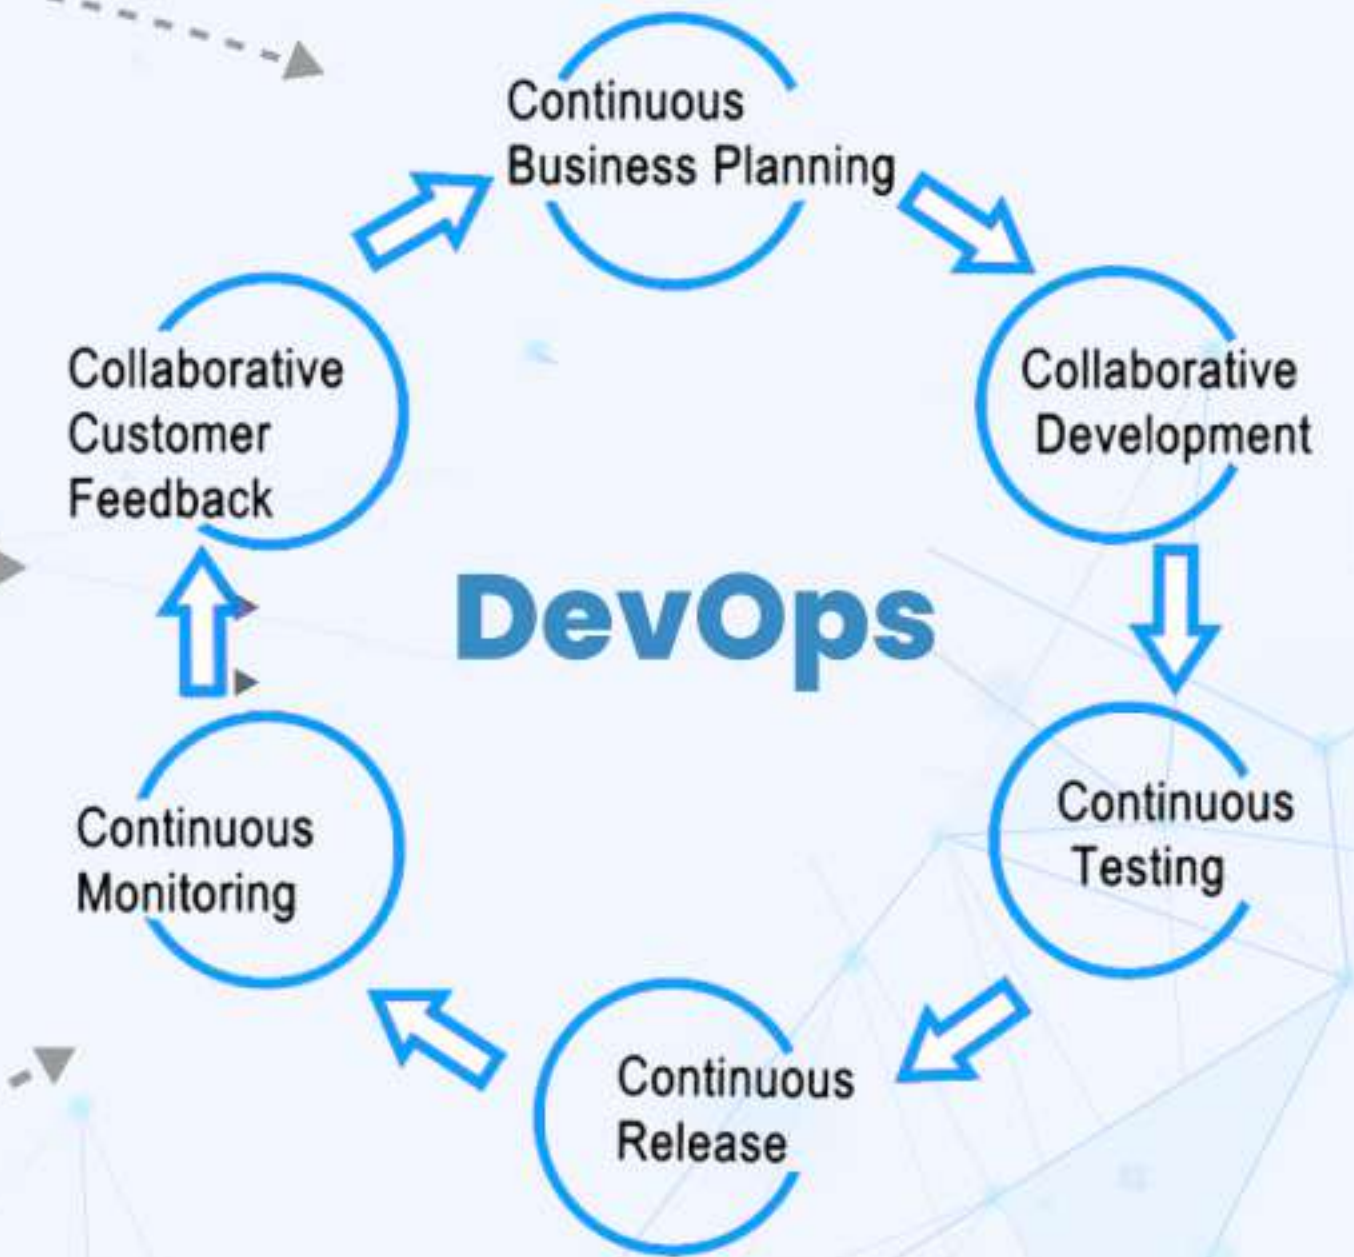 Continuous
Business Planning
Collaborative
Development
Continuous
Testing
Continuous
Release
Continuous
Monitoring
Collaborative
Customer
Feedback
DevOps